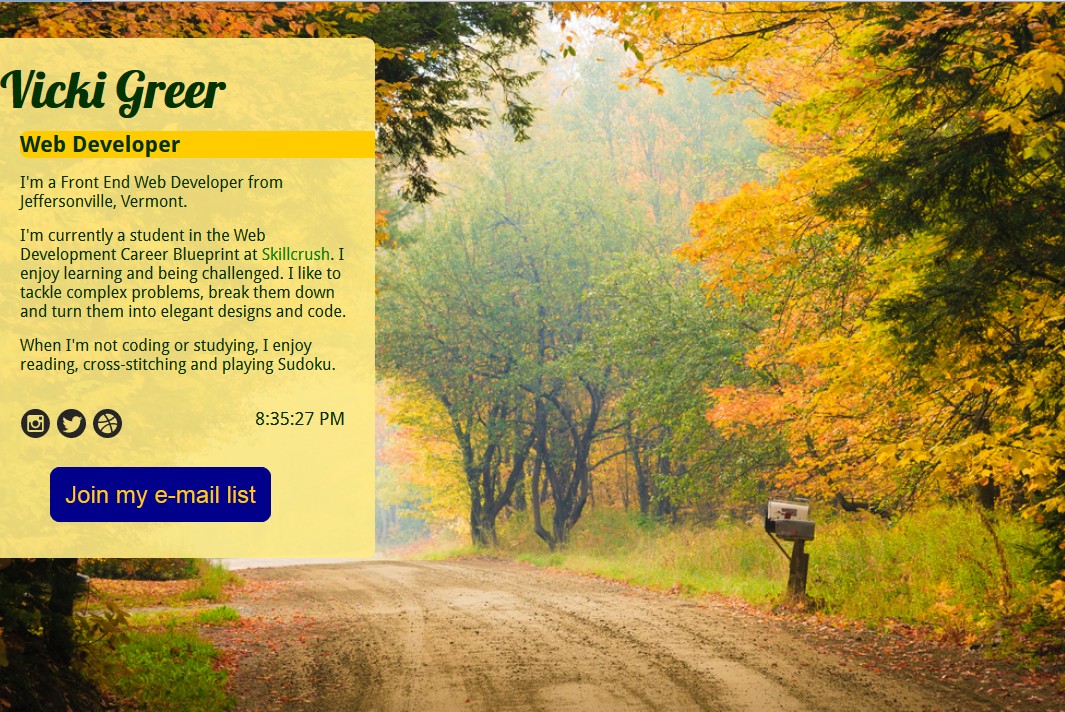 Vicki Greer
Web Developer
I'm a Front End Web Developer from
Jeffersonville, Vermont.
I'm currently a student in the Web
Development Career Blueprint at Skillcrush. I
enjoy learning and being challenged. I like to
tackle complex problems, break them down
and turn them into elegant designs and code.
When I'm not coding or studying, I enjoy
reading, cross-stitching and playing Sudoku.
8:35:27 PM
Join my e-mail list